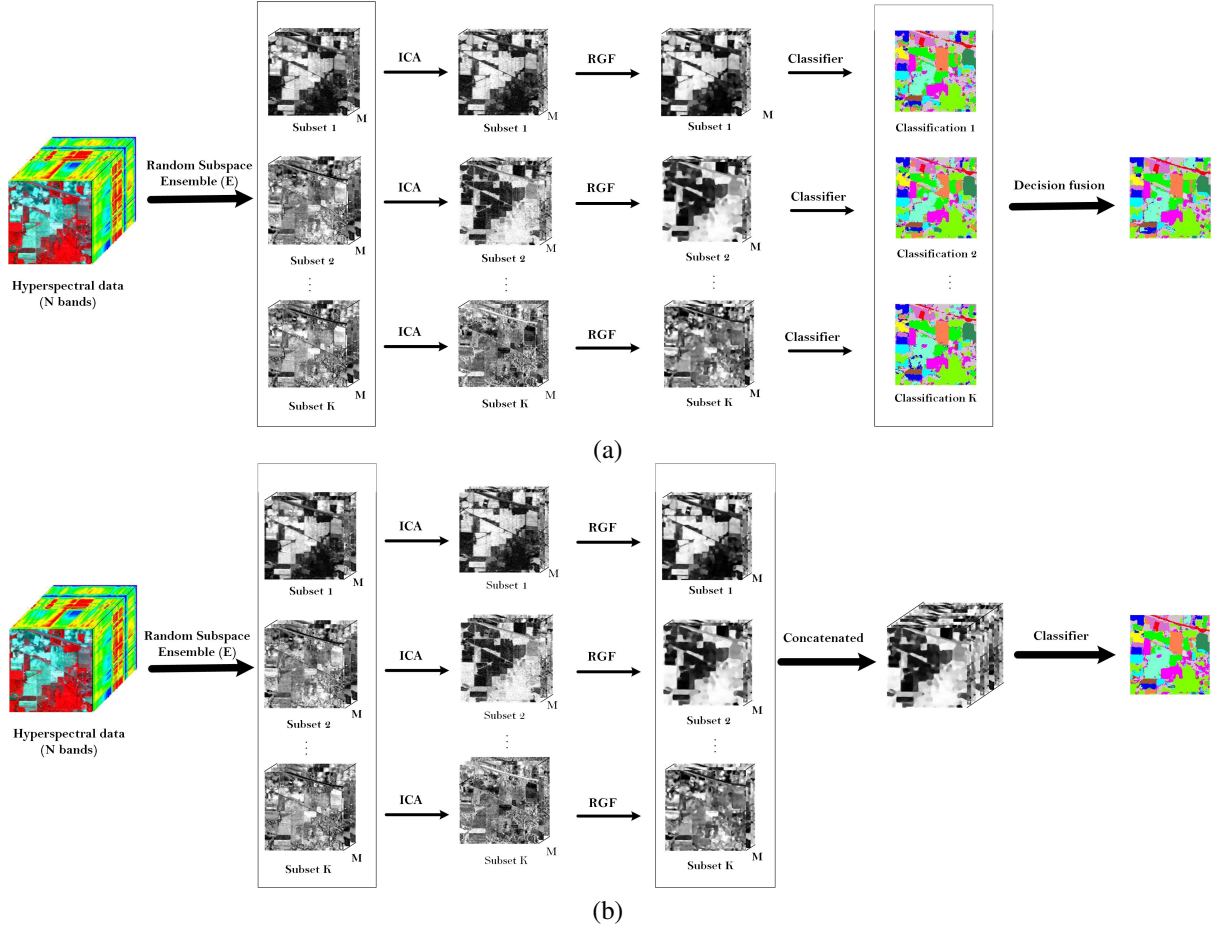 ICA
RGF
Classifier
M
M
M
Subset 1
Subset 1
Subset 1
Classification 1
Random Subspace
Ensemble (E)
ICA
RGF
Classifier
Decision fusion
M
M
M
Subset 2
Subset 2
Subset 2
Classification 2
Hyperspectral data
(N bands)
⋮
⋮
⋮
⋮
ICA
RGF
Classifier
M
M
M
Subset K
Subset K
Subset K
Classification K
(a)
ICA
RGF
M
M
M
Subset 1
Subset 1
Subset 1
Random Subspace
Ensemble (E)
ICA
RGF
Concatenated
Classifier
M
M
M
Subset 2
Subset 2
Subset 2
Hyperspectral data
(N bands)
⋮
⋮
⋮
ICA
RGF
M
M
M
Subset K
Subset K
Subset K
(b)